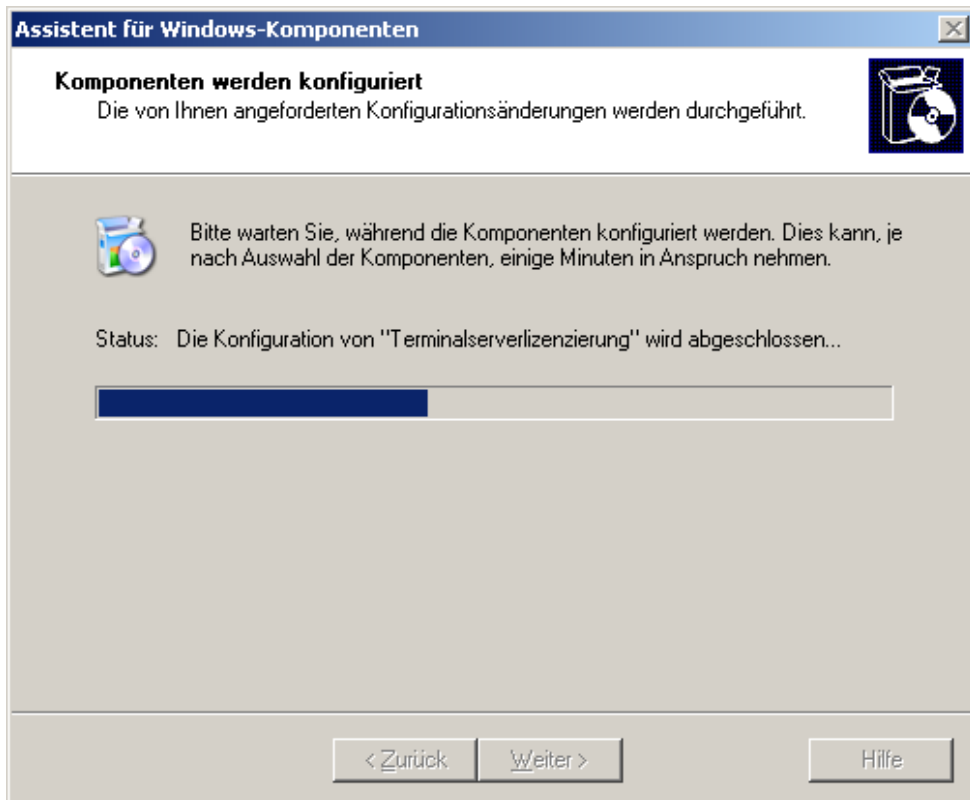 Assistent für Windows-Komponenten
Komponenten werden konfiguriert
Die von Ihnen angeforderten Konfigurationsänderungen werden durchgeführt.
Bitte warten Sie, während die Komponenten konfiguriert werden. Dies kann, je
nach Auswahl der Komponenten, einige Minuten in Anspruch nehmen.
Status: Die Konfiguration von "Terminalserverlizenzierung" wird abgeschlossen...
< Zurück Weiter > Hilfe